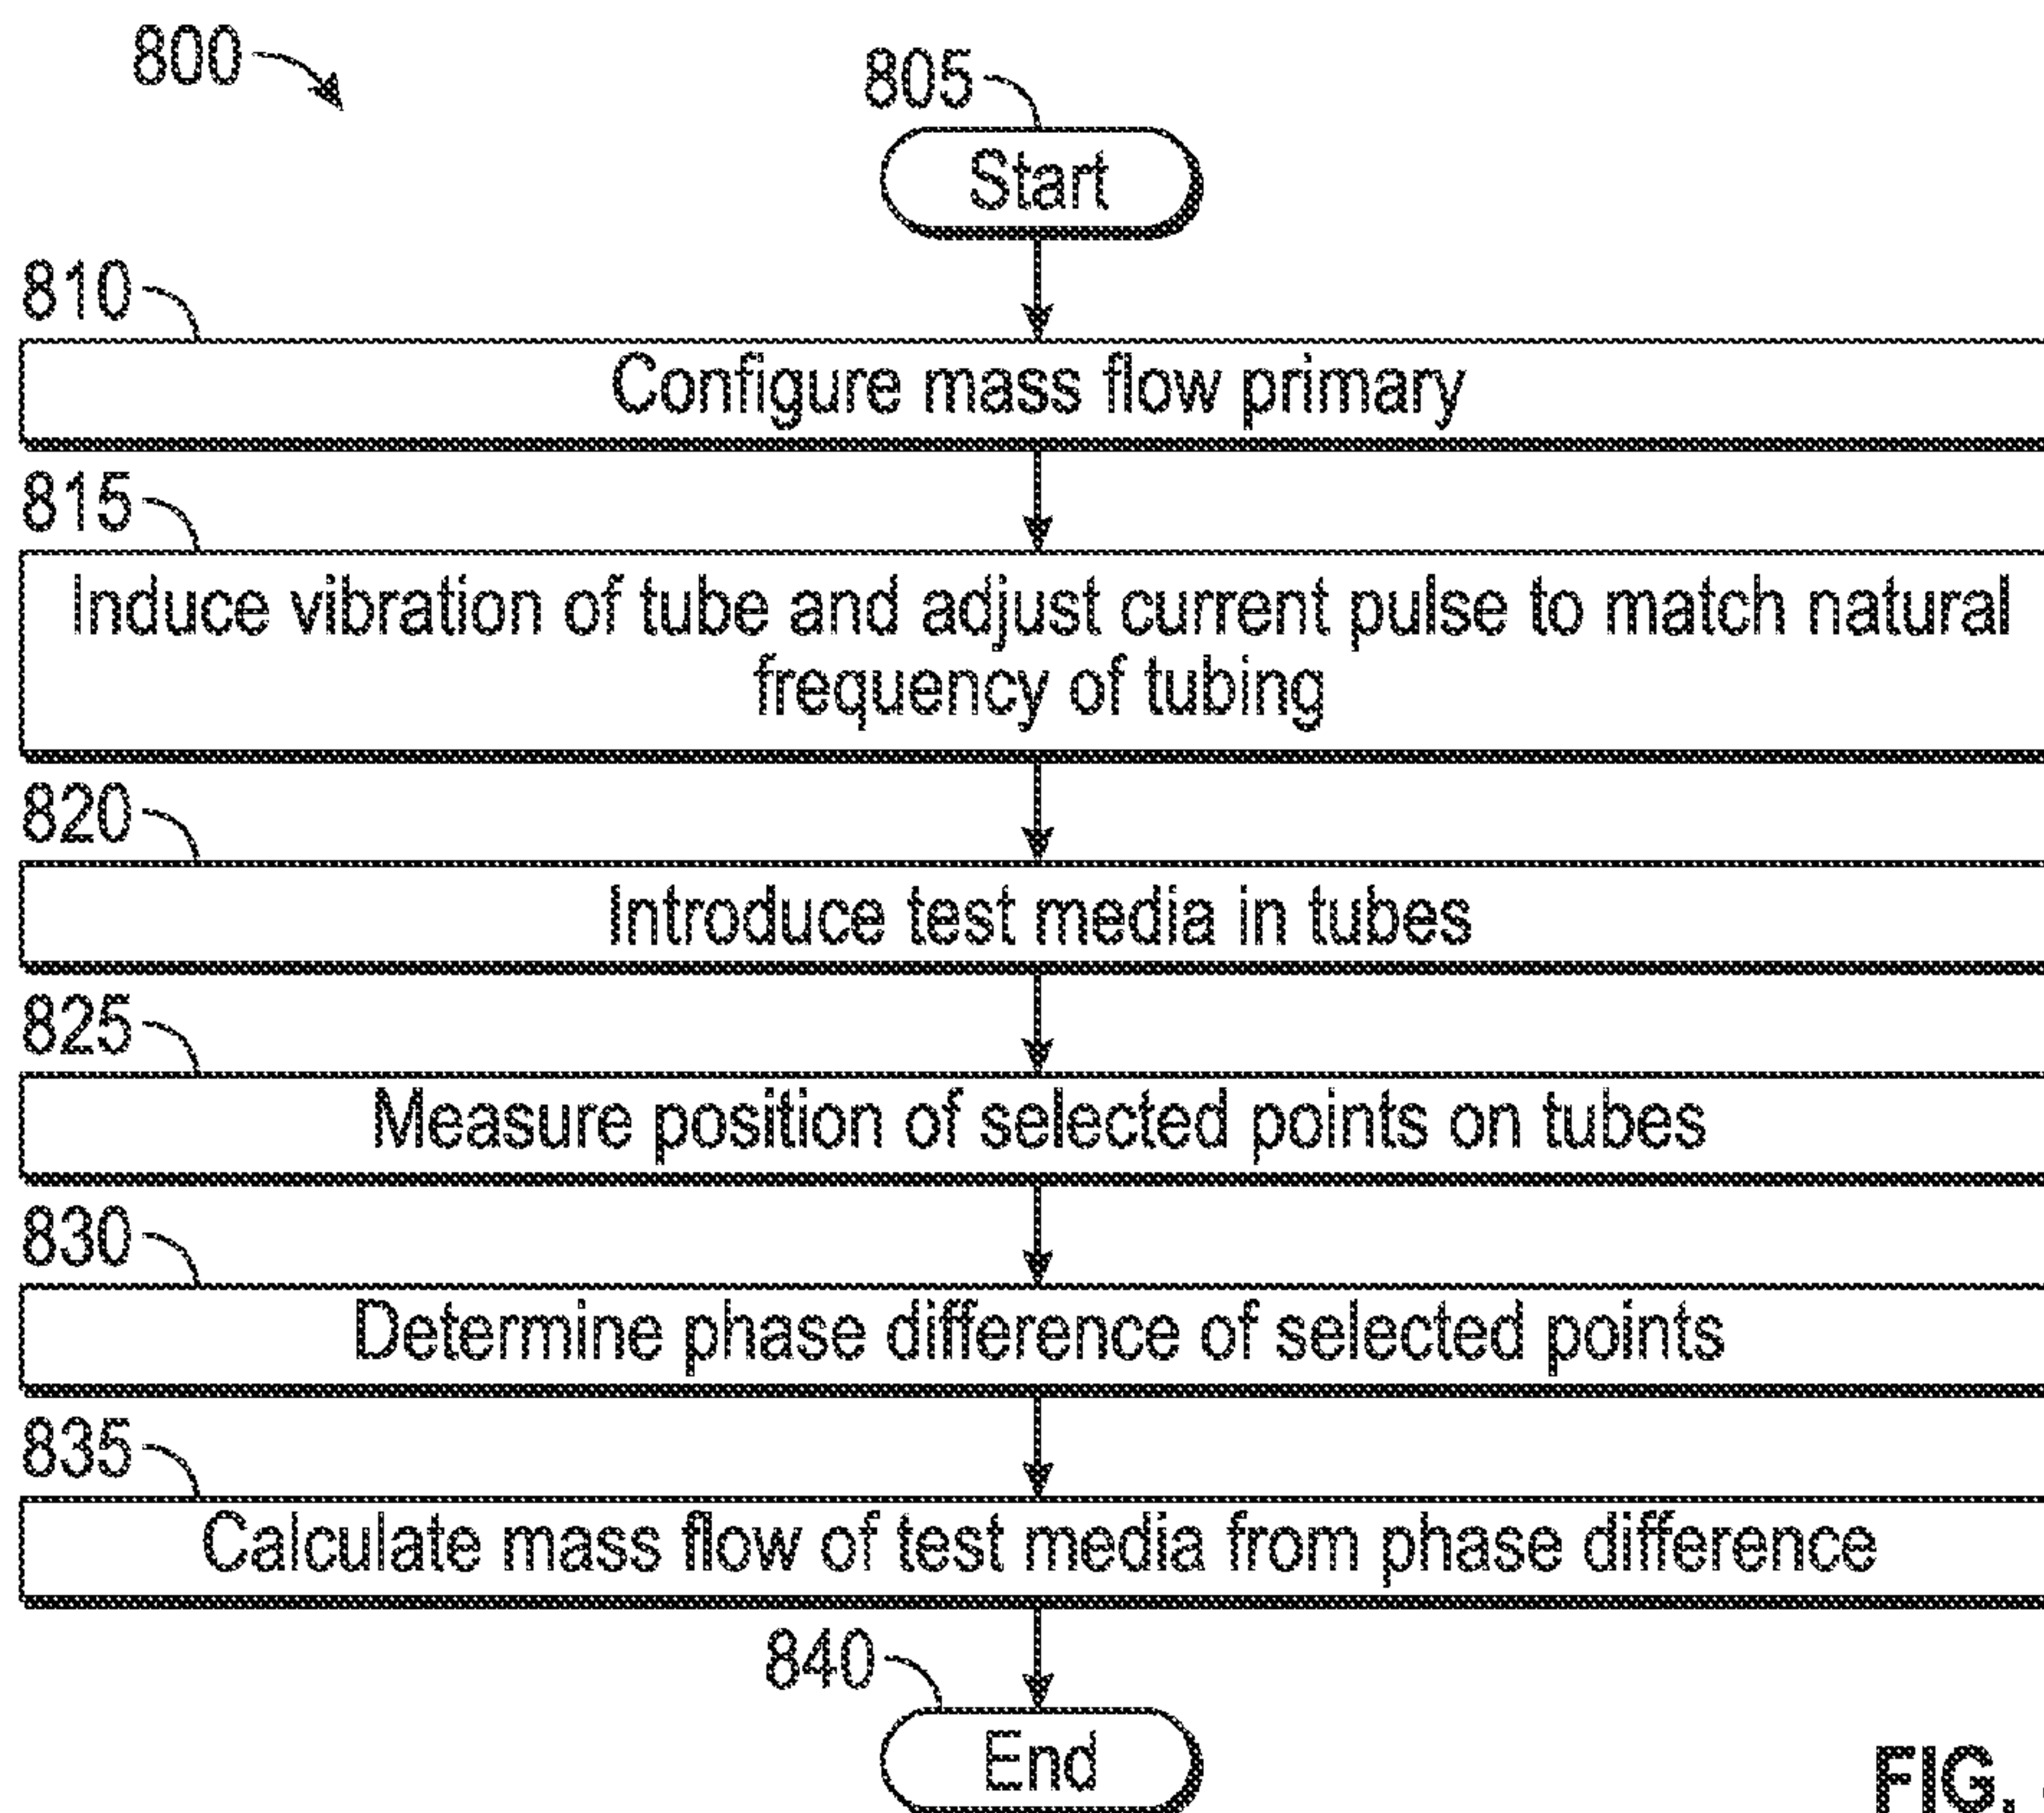 800
805
Start
810
Configure mass flow primary
815
Induce vibration of tube and adjust current pulse to match natural
frequency of tubing
820
Introduce test media in tubes
825
Measure position of selected points on tubes
830
Determine phase difference of selected points
835
Calculate mass flow of test media from phase difference
840
End
FIG.